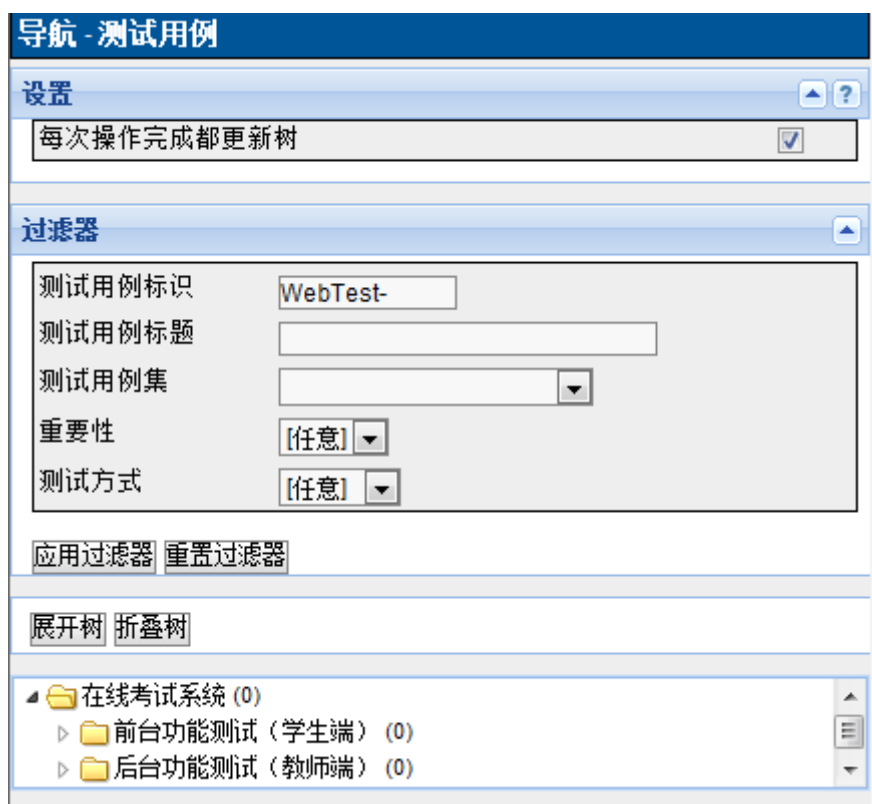 导航 - 测试用例
设置
?
每次操作完成都更新树
过滤器
测试用例标识 WebTest-
测试用例标题
测试用例集
重要性 [任意]
测试方式 [任意]
应用过滤器 重置过滤器
展开树 折叠树
在线考试系统 (0)
前台功能测试（学生端） (0)
后台功能测试（教师端） (0)